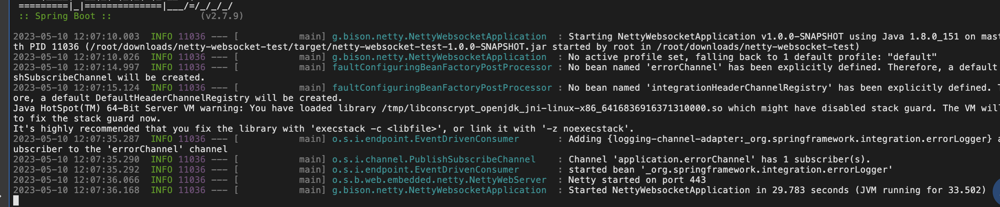 =========|_|==============|___/=/_/_/_/
:: Spring Boot :: (v2.7.9)
2023-05-10 12:07:10.003 INFO 11036 --- [ main] g.bison.netty.NettyWebsocketApplication : Starting NettyWebsocketApplication v1.0.0-SNAPSHOT using Java 1.8.0_151 on mast
th PID 11036 (/root/downloads/netty-websocket-test/target/netty-websocket-test-1.0.0-SNAPSHOT.jar started by root in /root/downloads/netty-websocket-test)
2023-05-10 12:07:10.026 INFO 11036 --- [ main] g.bison.netty.NettyWebsocketApplication : No active profile set, falling back to 1 default profile: "default"
2023-05-10 12:07:14.997 INFO 11036 --- [ main] faultConfiguringBeanFactoryPostProcessor : No bean named 'errorChannel' has been explicitly defined. Therefore, a default
shSubscribeChannel will be created.
2023-05-10 12:07:15.124 INFO 11036 --- [ main] faultConfiguringBeanFactoryPostProcessor : No bean named 'integrationHeaderChannelRegistry' has been explicitly defined.
ore, a default DefaultHeaderChannelRegistry will be created.
Java HotSpot(TM) 64-Bit Server VM warning: You have loaded library /tmp/libconscrypt_openjdk_jni-linux-x86_6416836916371310000.so which might have disabled stack guard. The VM wil
to fix the stack guard now.
It's highly recommended that you fix the library with 'execstack -c <libfile>', or link it with '-z noexecstack'.
2023-05-10 12:07:35.287 INFO 11036 --- [ main] o.s.i.endpoint.EventDrivenConsumer : Adding {logging-channel-adapter:_org.springframework.integration.errorLogger} a
ubscriber to the 'errorChannel' channel
2023-05-10 12:07:35.290 INFO 11036 --- [ main] o.s.i.channel.PublishSubscribeChannel : Channel 'application.errorChannel' has 1 subscriber(s).
2023-05-10 12:07:35.292 INFO 11036 --- [ main] o.s.i.endpoint.EventDrivenConsumer : started bean '_org.springframework.integration.errorLogger'
2023-05-10 12:07:36.066 INFO 11036 --- [ main] o.s.b.web.embedded.netty.NettyWebServer : Netty started on port 443
2023-05-10 12:07:36.168 INFO 11036 --- [ main] g.bison.netty.NettyWebsocketApplication : Started NettyWebsocketApplication in 29.783 seconds (JVM running for 33.502)